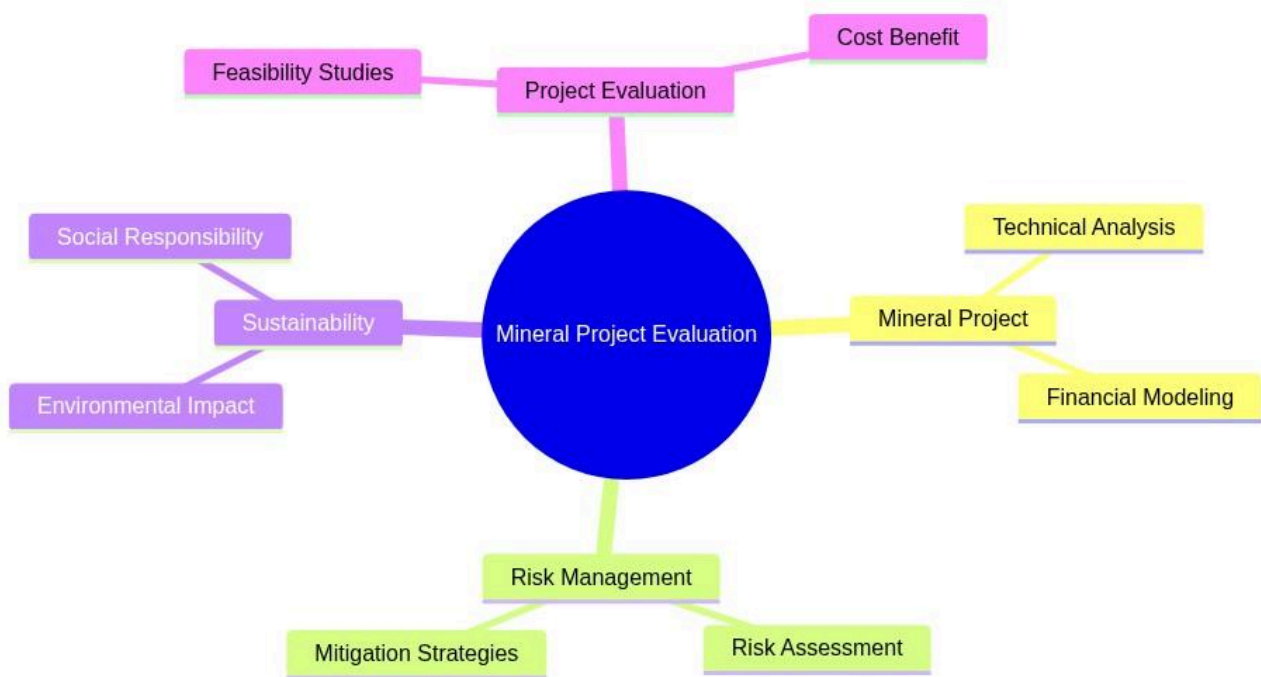 Cost Benefit
Feasibility Studies
Project Evaluation
Social Responsibility
Technical Analysis
Sustainability
Mineral Project Evaluation
Mineral Project
Environmental Impact
Financial Modeling
Risk Management
Mitigation Strategies
Risk Assessment